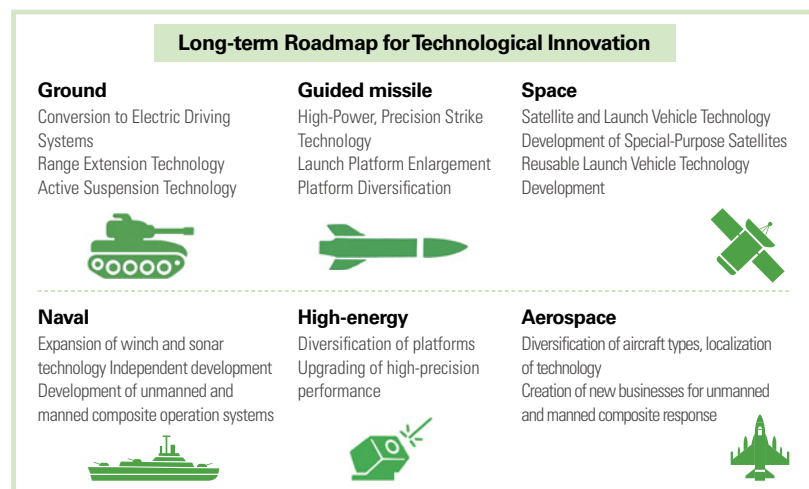 Long-term Roadmap for Technological Innovation
Ground
Conversion to Electric Driving
Systems
Range Extension Technology
Active Suspension Technology
Guided missile
High-Power, Precision Strike
Technology
Launch Platform Enlargement
Platform Diversification
Space
Satellite and Launch Vehicle Technology
Development of Special-Purpose Satellites
Reusable Launch Vehicle Technology
Development
Naval
Expansion of winch and sonar
technology Independent development
Development of unmanned and
manned composite operation systems
High-energy
Diversification of platforms
Upgrading of high-precision
performance
Aerospace
Diversification of aircraft types, localization
of technology
Creation of new businesses for unmanned
and manned composite response